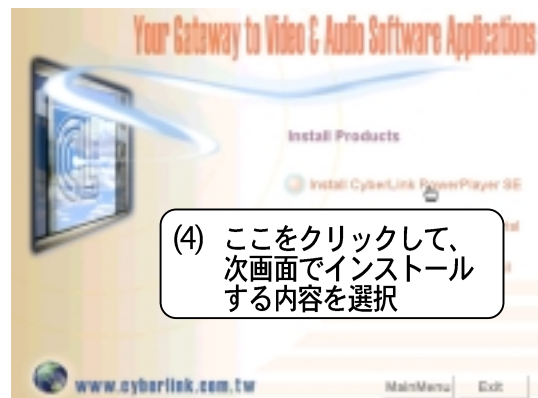 Your Gateway to Video & Audio Software Applications
Install Products
Install CyberLink PowerPlayer SE
(4) ここをクリックして、
次画面でインストール
する内容を選択
www.cyberlink.com.tw
MainMenu
Exit